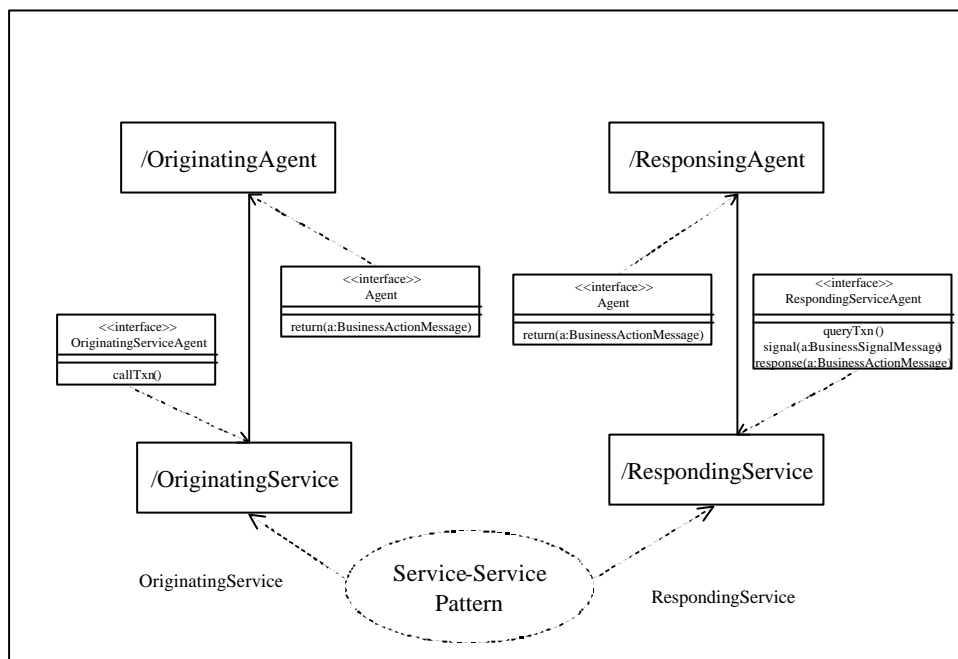 /OriginatingAgent
/ResponsingAgent
<<interface>>
Agent
return(a:BusinessActionMessage)
<<interface>>
Agent
return(a:BusinessActionMessage)
<<interface>>
RespondingServiceAgent
queryTxn()
signal(a:BusinessSignalMessage)
response(a:BusinessActionMessage)
<<interface>>
OriginatingServiceAgent
callTxn()
/OriginatingService
/RespondingService
Service-Service
Pattern
OriginatingService
RespondingService